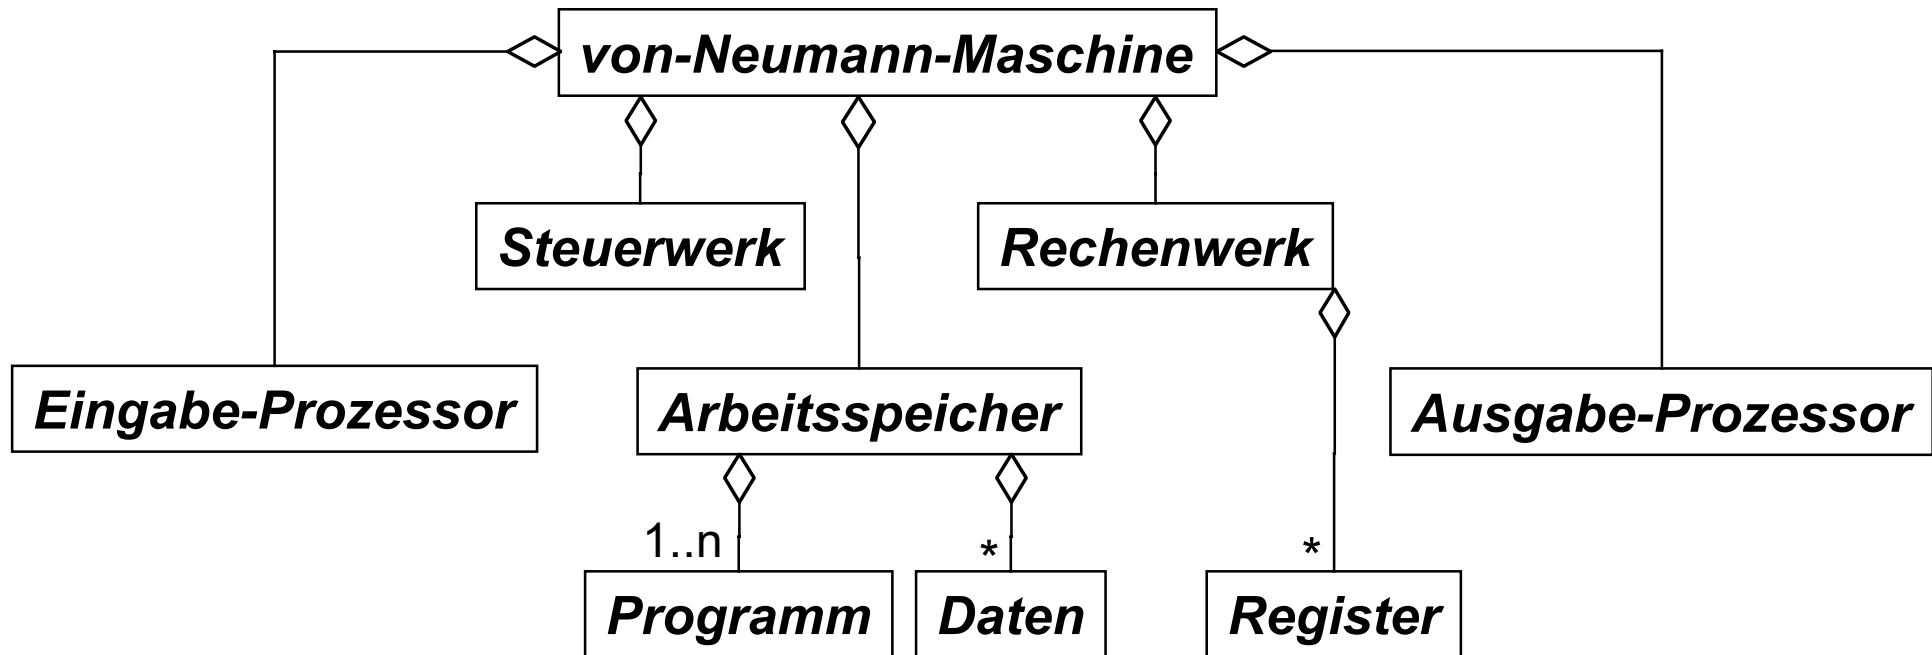 von-Neumann-Maschine
Steuerwerk
Rechenwerk
Eingabe-Prozessor
Arbeitsspeicher
Ausgabe-Prozessor
1..n
*
*
Programm
Daten
Register